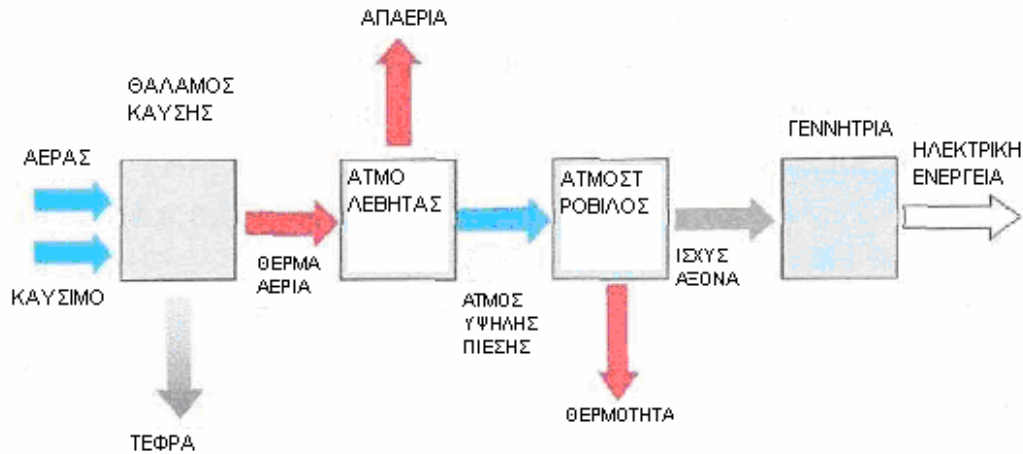 ΑΠΑΕΡΙΑ
ΘΑΛΑΜΟΣ
ΚΑΥΣΗΣ
ΓΕΝΝΗΤΡΙΑ
ΑΕΡΑΣ
ΗΛΕΚΤΡΙΚΗ
ΕΝΕΡΓΕΙΑ
ΑΤΜΟ
ΛΕΒΗΤΑΣ
ΑΤΜΟΣΤ
ΡΟΒΙΛΟΣ
ΚΑΥΣΙΜΟ
ΘΕΡΜΑ
ΑΕΡΙΑ
ΙΣΧΥΣ
ΑΞΟΝΑ
ΑΤΜΟΣ
ΥΨΗΛΗΣ
ΠΙΕΣΗΣ
ΘΕΡΜΟΤΗΤΑ
ΤΕΦΡΑ